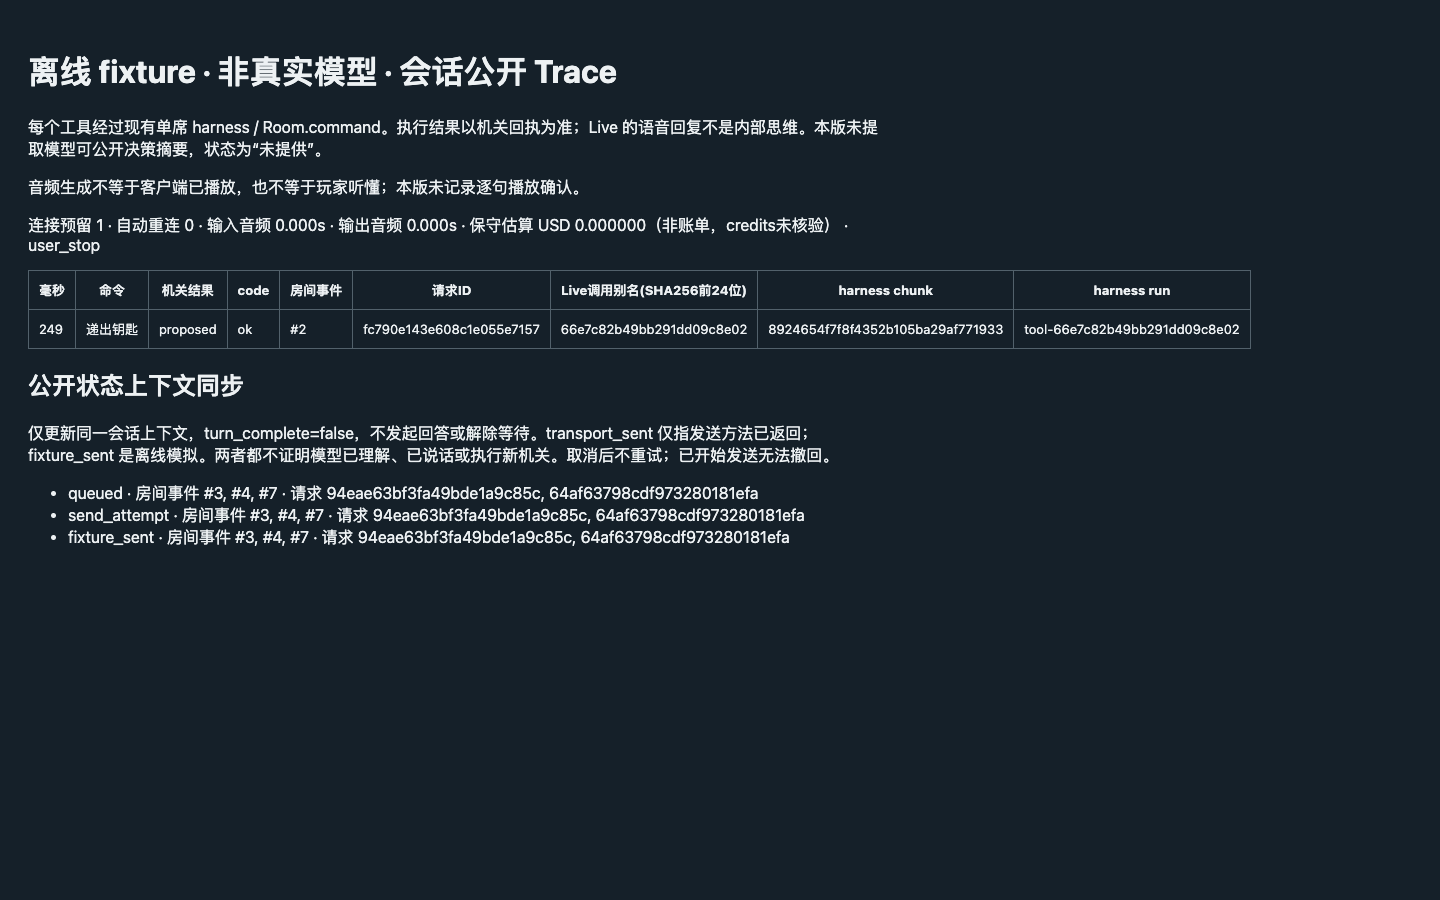 离线 fixture · 非真实模型 · 会话公开 Trace
每个工具经过现有单席 harness / Room.command。执行结果以机关回执为准；Live 的语音回复不是内部思维。本版未提
取模型可公开决策摘要，状态为“未提供”。
音频生成不等于客户端已播放，也不等于玩家听懂；本版未记录逐句播放确认。
连接预留 1 · 自动重连 0 · 输入音频 0.000s · 输出音频 0.000s · 保守估算 USD 0.000000（非账单，credits未核验） ·
user_stop
毫秒 命令 机关结果 code 房间事件 请求ID Live调用别名(SHA256前24位) harness chunk harness run
249 递出钥匙 proposed ok #2 fc790e143e608c1e055e7157 66e7c82b49bb291dd09c8e02 8924654f7f8f4352b105ba29af771933 tool-66e7c82b49bb291dd09c8e02
公开状态上下文同步
仅更新同一会话上下文，turn_complete=false，不发起回答或解除等待。transport_sent 仅指发送方法已返回；
fixture_sent 是离线模拟。两者都不证明模型已理解、已说话或执行新机关。取消后不重试；已开始发送无法撤回。
• queued · 房间事件 #3, #4, #7 · 请求 94eae63bf3fa49bde1a9c85c, 64af63798cdf973280181efa
• send_attempt · 房间事件 #3, #4, #7 · 请求 94eae63bf3fa49bde1a9c85c, 64af63798cdf973280181efa
• fixture_sent · 房间事件 #3, #4, #7 · 请求 94eae63bf3fa49bde1a9c85c, 64af63798cdf973280181efa